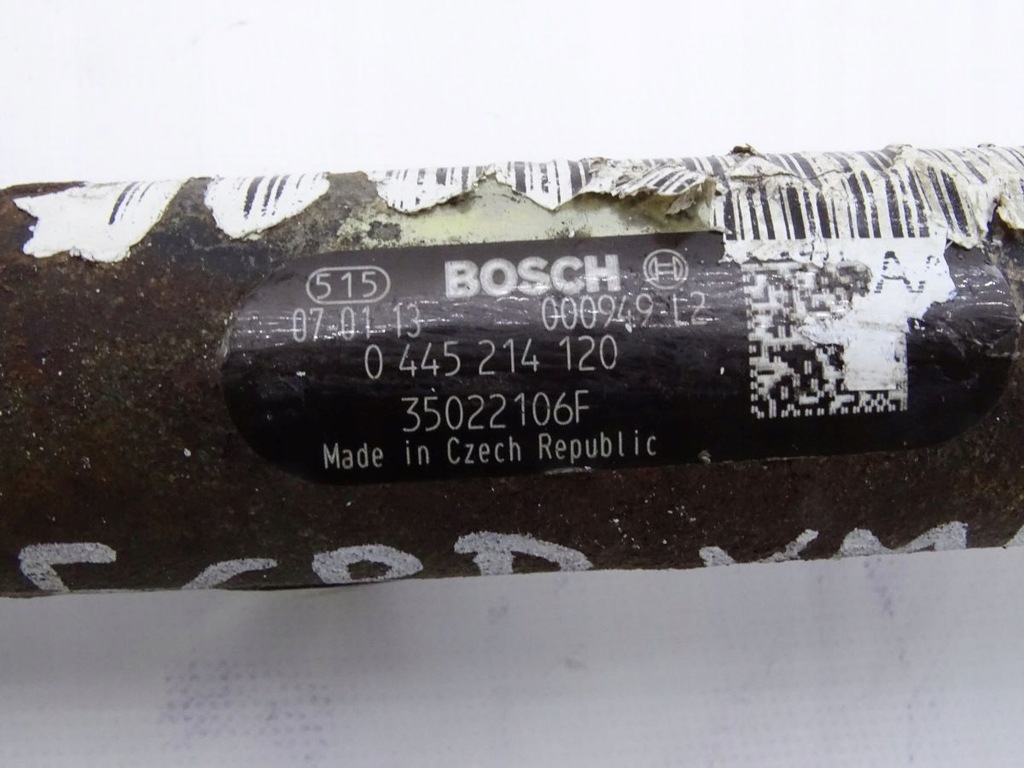 515 BOSCH
07.01.13 000949 L2
0 445 214 120
35022106F
Made in Czech Republic